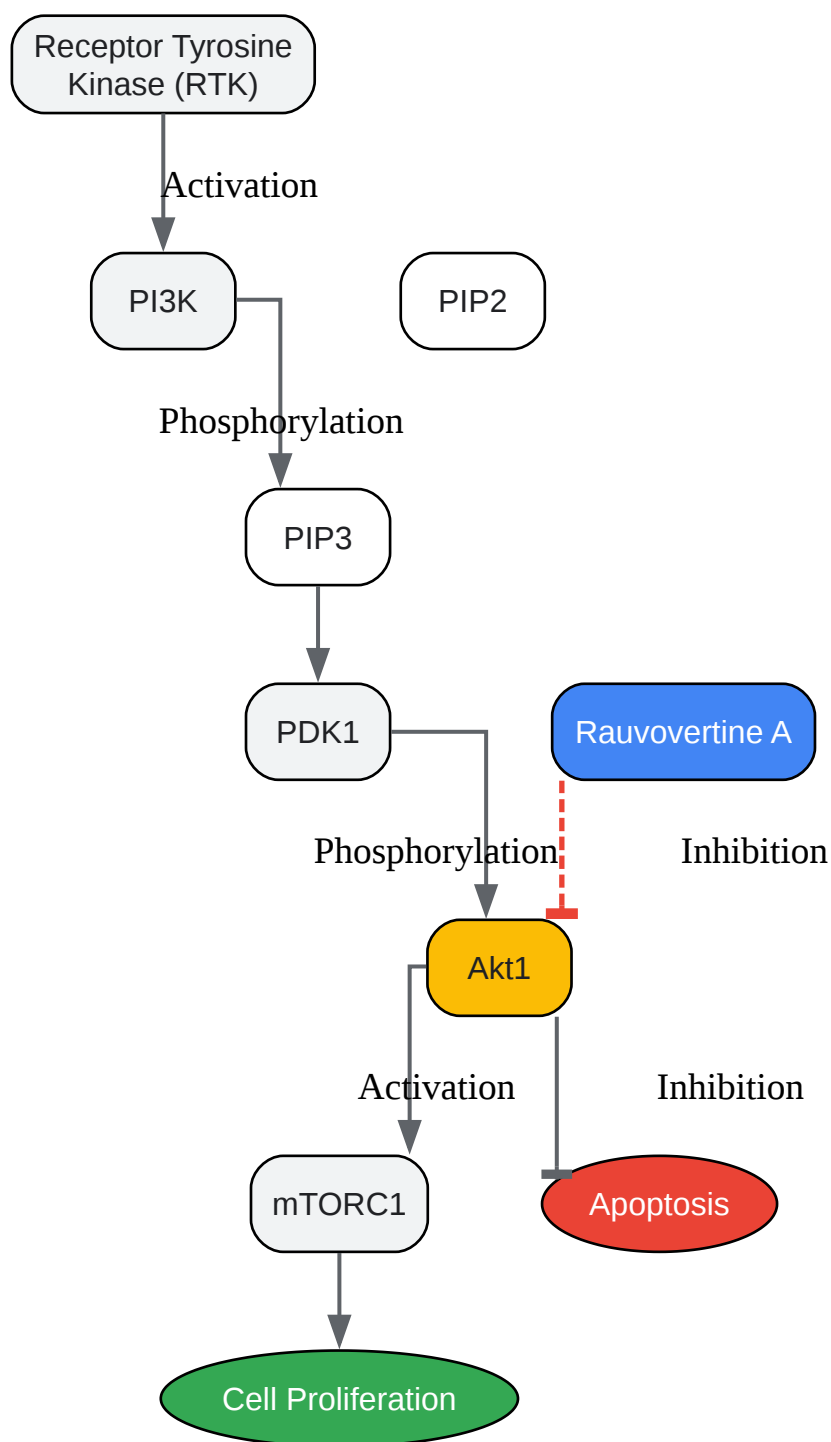 Receptor Tyrosine
Kinase (RTK)
Activation
PI3K
PIP2
Phosphorylation
PIP3
PDK1
Rauvovertine A
Phosphorylation
Inhibition
Akt1
Activation
Inhibition
mTORC1
Apoptosis
Cell Proliferation